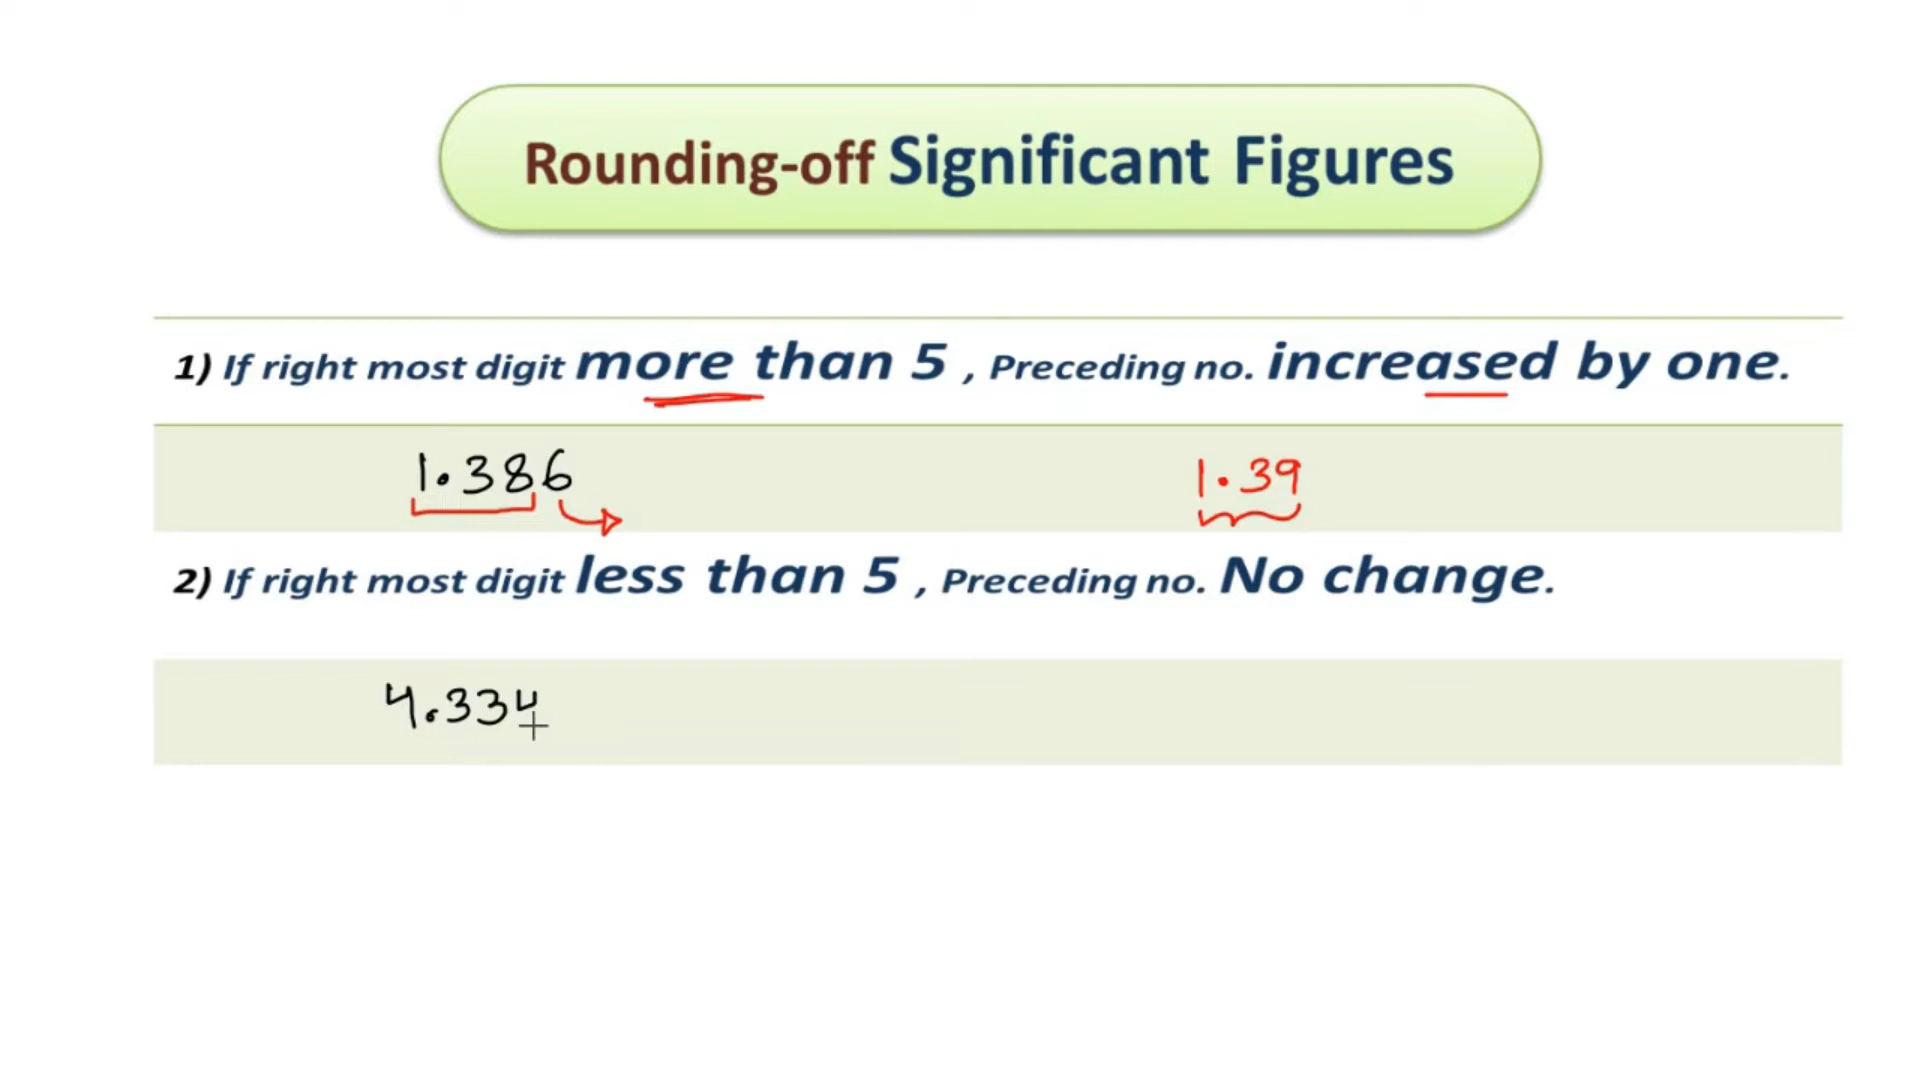 Rounding-off Significant Figures
1) If right most digit more than 5 , Preceding no. increased by one.
1.386 1.39
2) If right most digit less than 5 , Preceding no. No change.
4.334